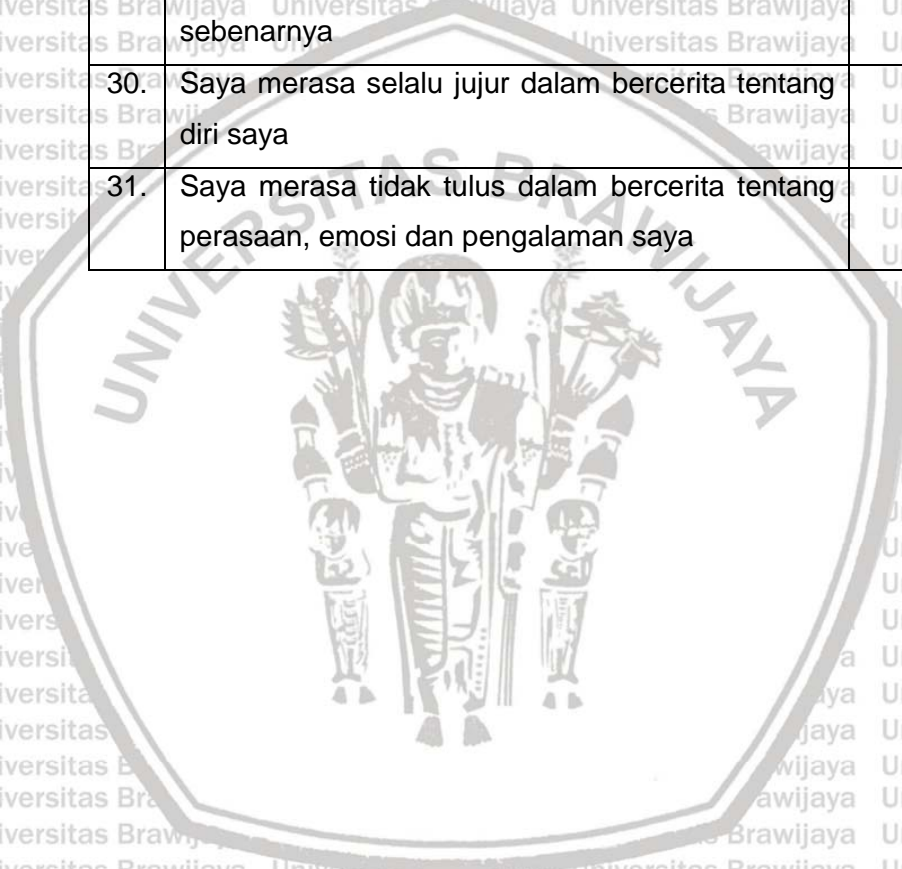 sebenarnya
30. Saya merasa selalu jujur dalam bercerita tentang
diri saya
31. Saya merasa tidak tulus dalam bercerita tentang
perasaan, emosi dan pengalaman saya
UNIVERSITAS BRAWIJAYA